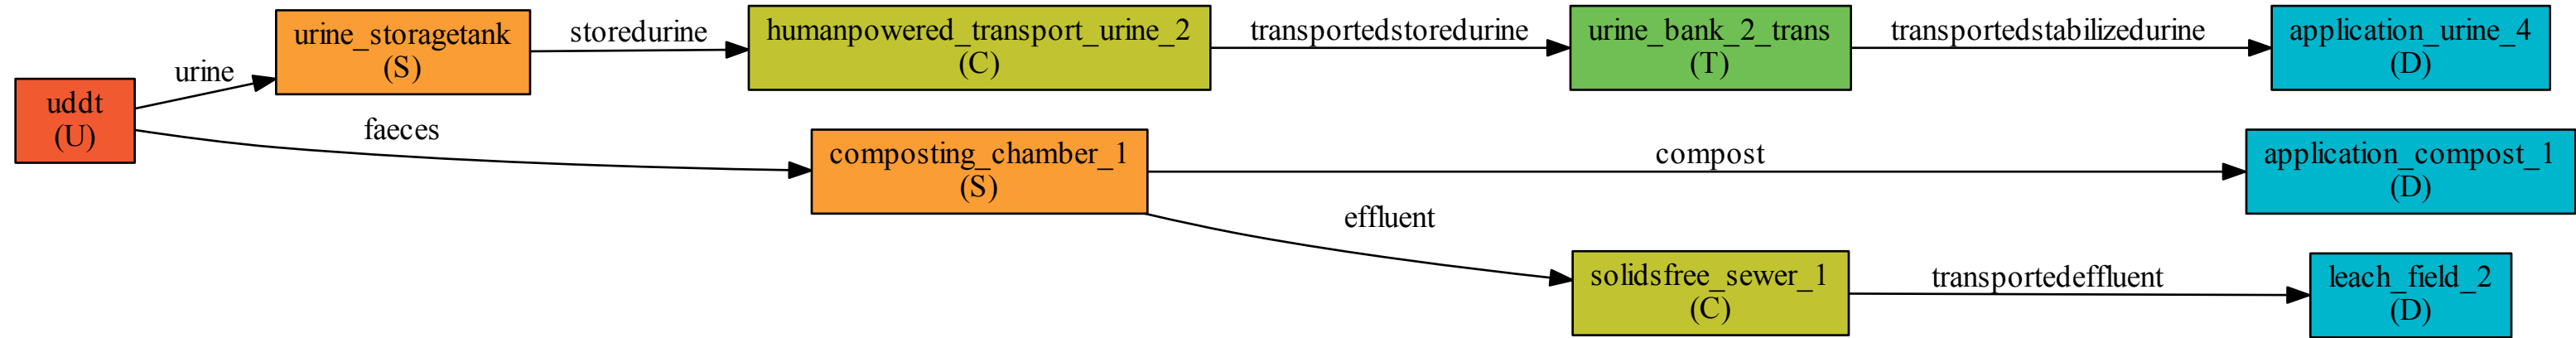 uddt
(U)
urine
faeces
urine_storagetank
(S)
storedurine
humanpowered_transport_urine_2
(C)
transportedstoredurine
urine_bank_2_trans
(T)
transportedstabilizedurine
application_urine_4
(D)
composting_chamber_1
(S)
compost
application_compost_1
(D)
effluent
solidsfree_sewer_1
(C)
transportedeffluent
leach_field_2
(D)